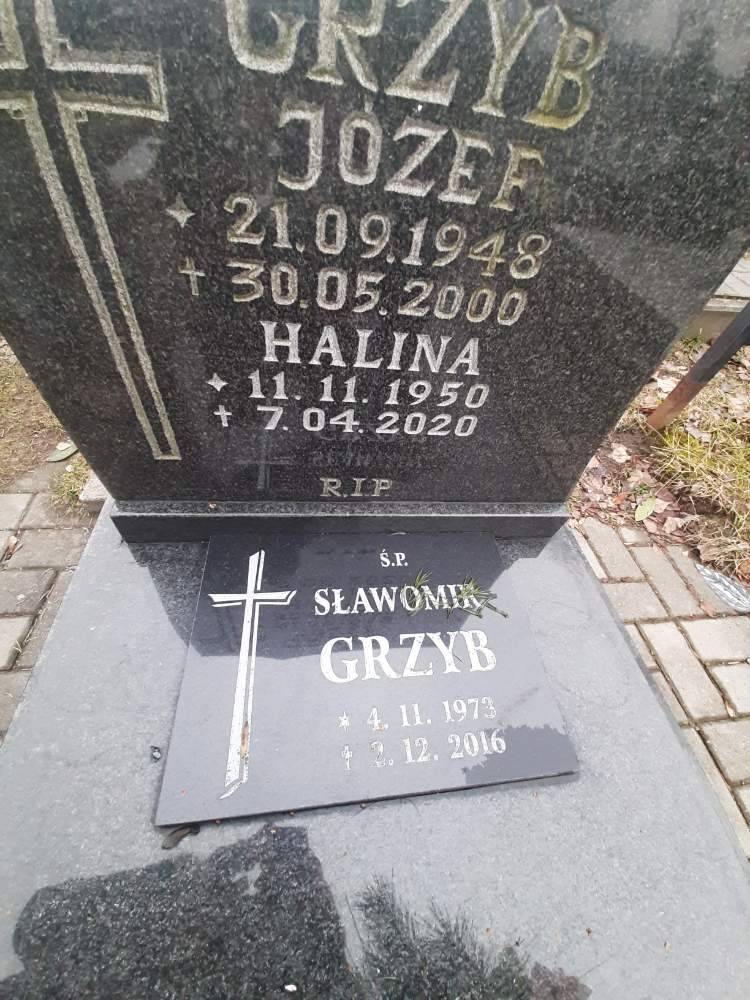 GRZYB
JÓZEF
21.09.1948
30.05.2000
HALINA
11.11.1950
7.04.2020
R.I.P
Ś.P.
SŁAWOMIR
GRZYB
4.11.1973
2.12.2016